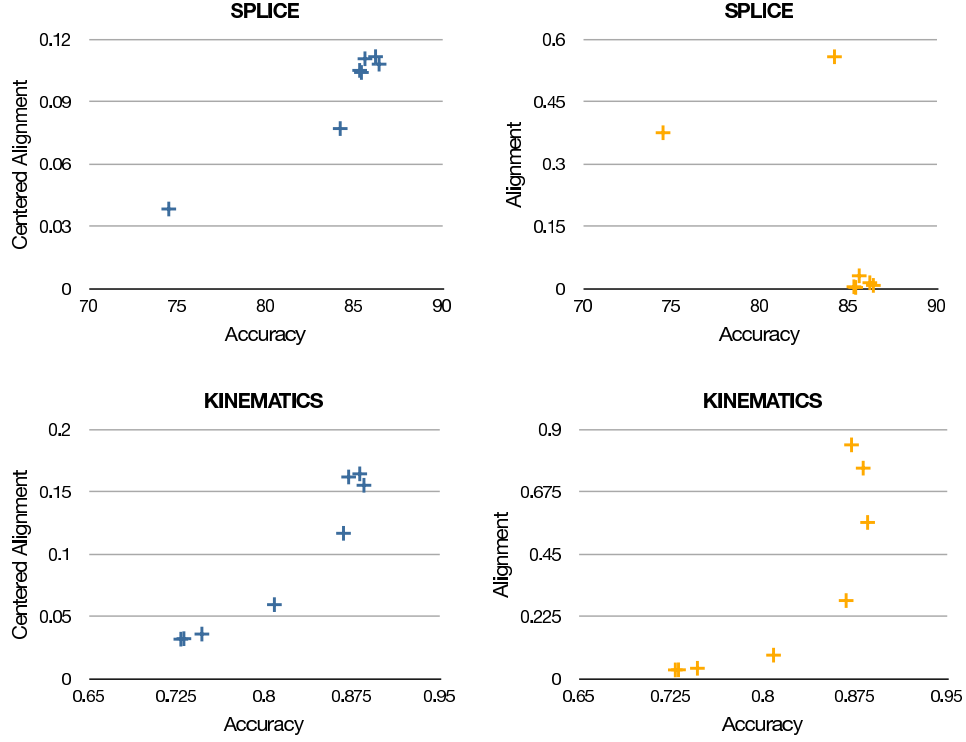 SPLICE
0.12
0.09
0.06
0.03
0
Centered Alignment
70 75 80 85 90
Accuracy
SPLICE
0.6
0.45
0.3
0.15
0
Alignment
70 75 80 85 90
Accuracy
KINEMATICS
0.2
0.15
0.1
0.05
0
Centered Alignment
0.65 0.725 0.8 0.875 0.95
Accuracy
KINEMATICS
0.9
0.675
0.45
0.225
0
Alignment
0.65 0.725 0.8 0.875 0.95
Accuracy